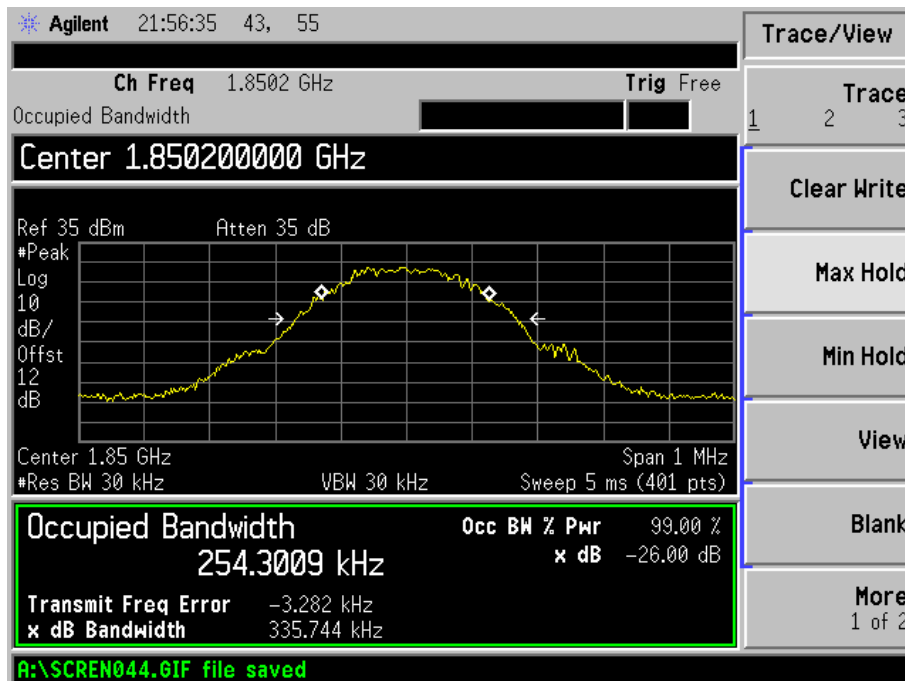 Agilent 21:56:35 43, 55
Trace/View
Ch Freq 1.8502 GHz Trig Free
Occupied Bandwidth
Trace
1 2 3
Center 1.850200000 GHz
Clear Write
Ref 35 dBm Atten 35 dB
#Peak
Log
10
dB/
Offst
12
dB
Max Hold
Min Hold
Center 1.85 GHz Span 1 MHz
#Res BW 30 kHz VBW 30 kHz Sweep 5 ms (401 pts)
View
Occupied Bandwidth Occ BW % Pwr 99.00 %
254.3009 kHz x dB -26.00 dB
Blank
Transmit Freq Error -3.282 kHz
x dB Bandwidth 335.744 kHz
More
1 of 2
A:\SCREN044.GIF file saved